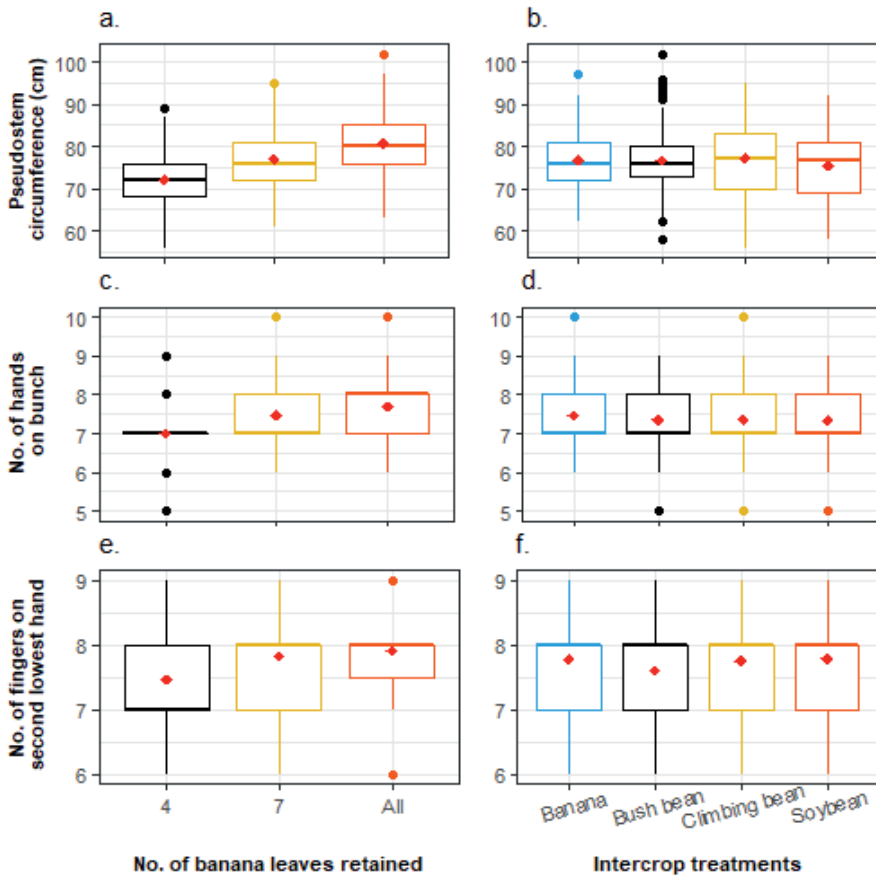 a.
b.
Pseudostem
circumference (cm)
100
90
80
70
60
100
90
80
70
60
c.
d.
No. of hands
on bunch
10
9
8
7
6
5
10
9
8
7
6
5
e.
f.
No. of fingers on
second lowest hand
9
8
7
6
9
8
7
6
4
7
All
Banana
Bush bean
Climbing bean
Soybean
No. of banana leaves retained
Intercrop treatments